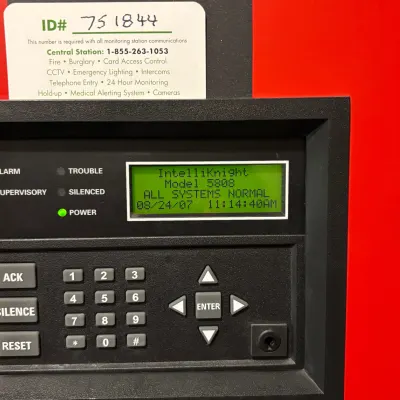 ID# 751844
This number is required with all monitoring station communications
Central Station: 1-855-263-1053
Fire • Burglary • Card Access Control
CCTV • Emergency Lighting • Intercoms
Telephone Entry • 24 Hour Monitoring
Hold-up • Medical Alerting System • Cameras
LARM
TROUBLE
UPERVISORY
SILENCED
POWER
IntelliKnight
Model 5808
ALL SYSTEMS NORMAL
08/24/07 11:14:40AM
ACK
SILENCE
RESET
1 2 3
4 5 6
7 8 9
* 0 #
ENTER